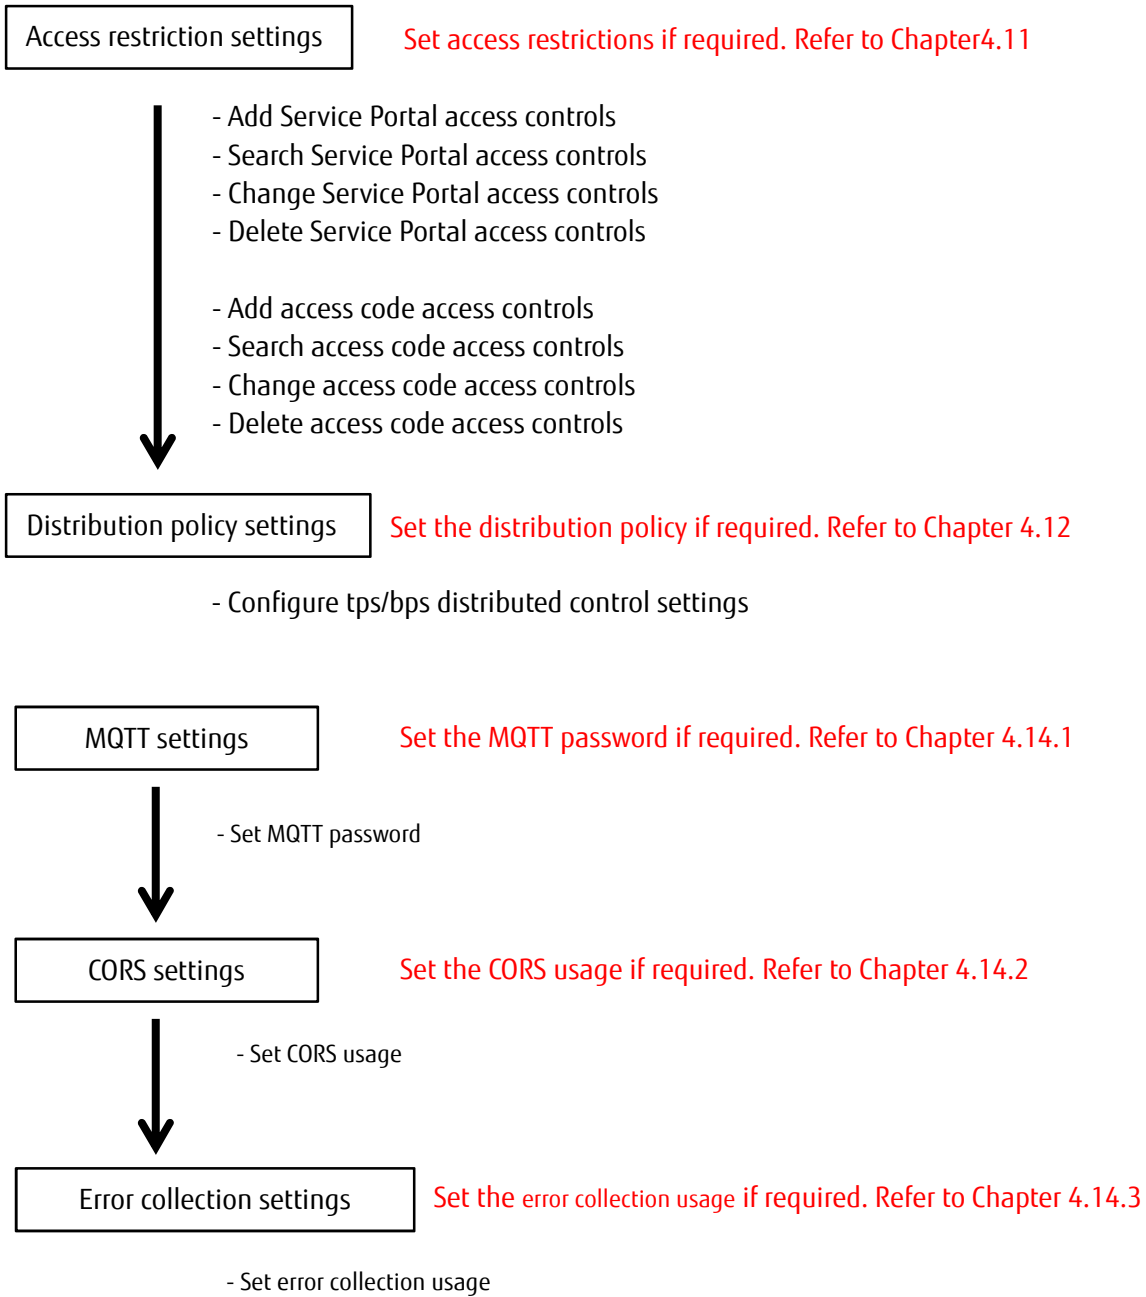 Access restriction settings
Set access restrictions if required. Refer to Chapter4.11
- Add Service Portal access controls
- Search Service Portal access controls
- Change Service Portal access controls
- Delete Service Portal access controls
- Add access code access controls
- Search access code access controls
- Change access code access controls
- Delete access code access controls
Distribution policy settings
Set the distribution policy if required. Refer to Chapter 4.12
- Configure tps/bps distributed control settings
MQTT settings
Set the MQTT password if required. Refer to Chapter 4.14.1
- Set MQTT password
CORS settings
Set the CORS usage if required. Refer to Chapter 4.14.2
- Set CORS usage
Error collection settings
Set the error collection usage if required. Refer to Chapter 4.14.3
- Set error collection usage